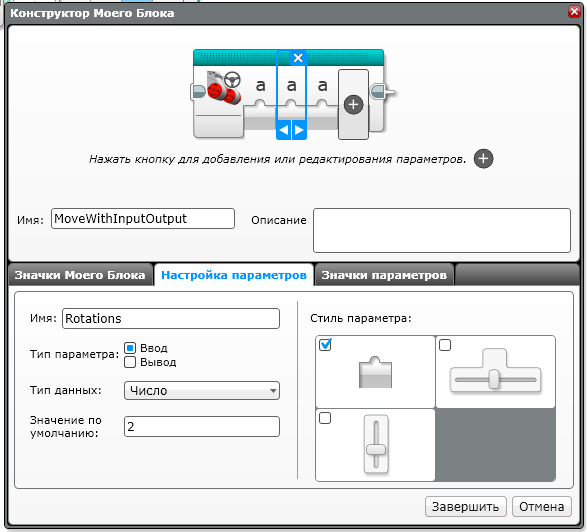 Конструктор Моего Блока
a a a
Нажать кнопку для добавления или редактирования параметров.
Имя: MoveWithInputOutput Описание
Значки Моего Блока Настройка параметров Значки параметров
Имя: Rotations
Стиль параметра:
Тип параметра: Ввод
Вывод
Тип данных: Число
Значение по
умолчанию: 2
Завершить Отмена